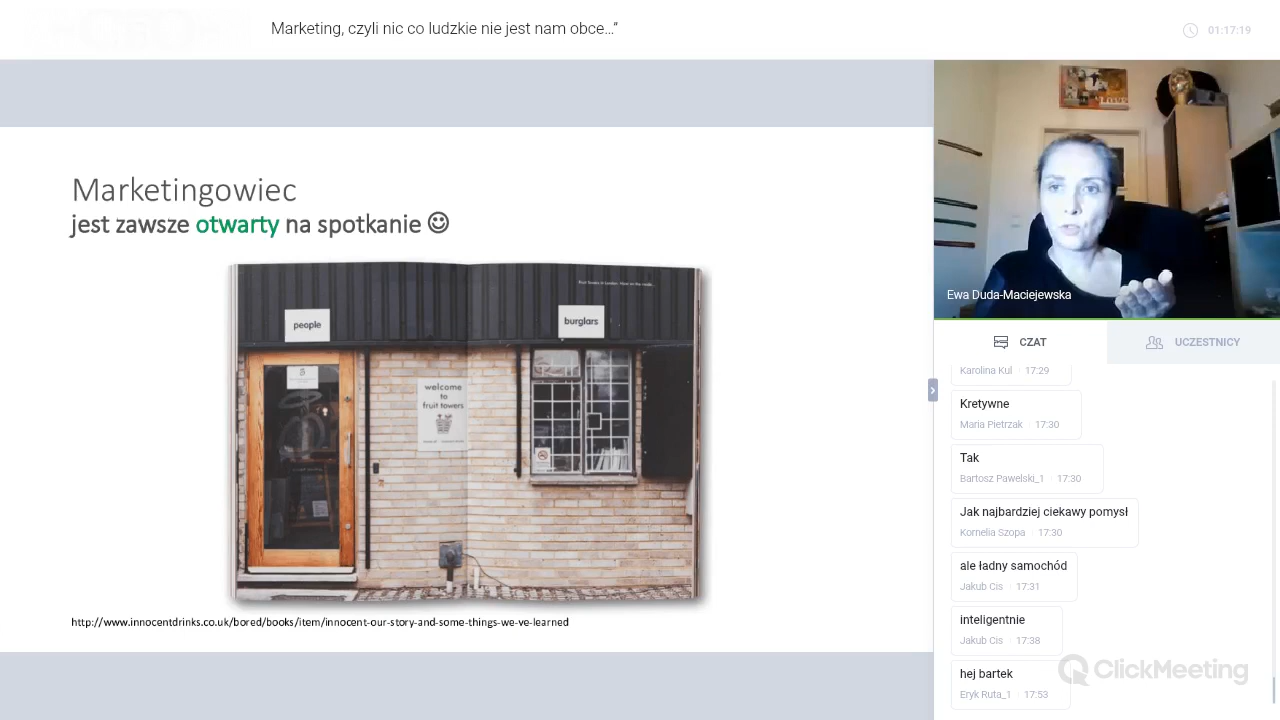 Marketing, czyli nic co ludzkie nie jest nam obce..."
01:17:19
Marketingowiec
jest zawsze otwarty na spotkanie ☺
people
burglars
welcome
to
fruit towers
http://www.innocentdrinks.co.uk/bored/books/item/innocent-our-story-and-some-things-we-ve-learned
Ewa Duda-Maciejewska
CZAT
UCZESTNICY
Karolina Kul 17:29
Kretywne
Maria Pietrzak 17:30
Tak
Bartosz Pawelski_1 17:30
Jak najbardziej ciekawy pomysł
Kornelia Szopa 17:30
ale ładny samochód
Jakub Cis 17:31
inteligentnie
Jakub Cis 17:38
hej bartek
Eryk Ruta_1 17:53
ClickMeeting